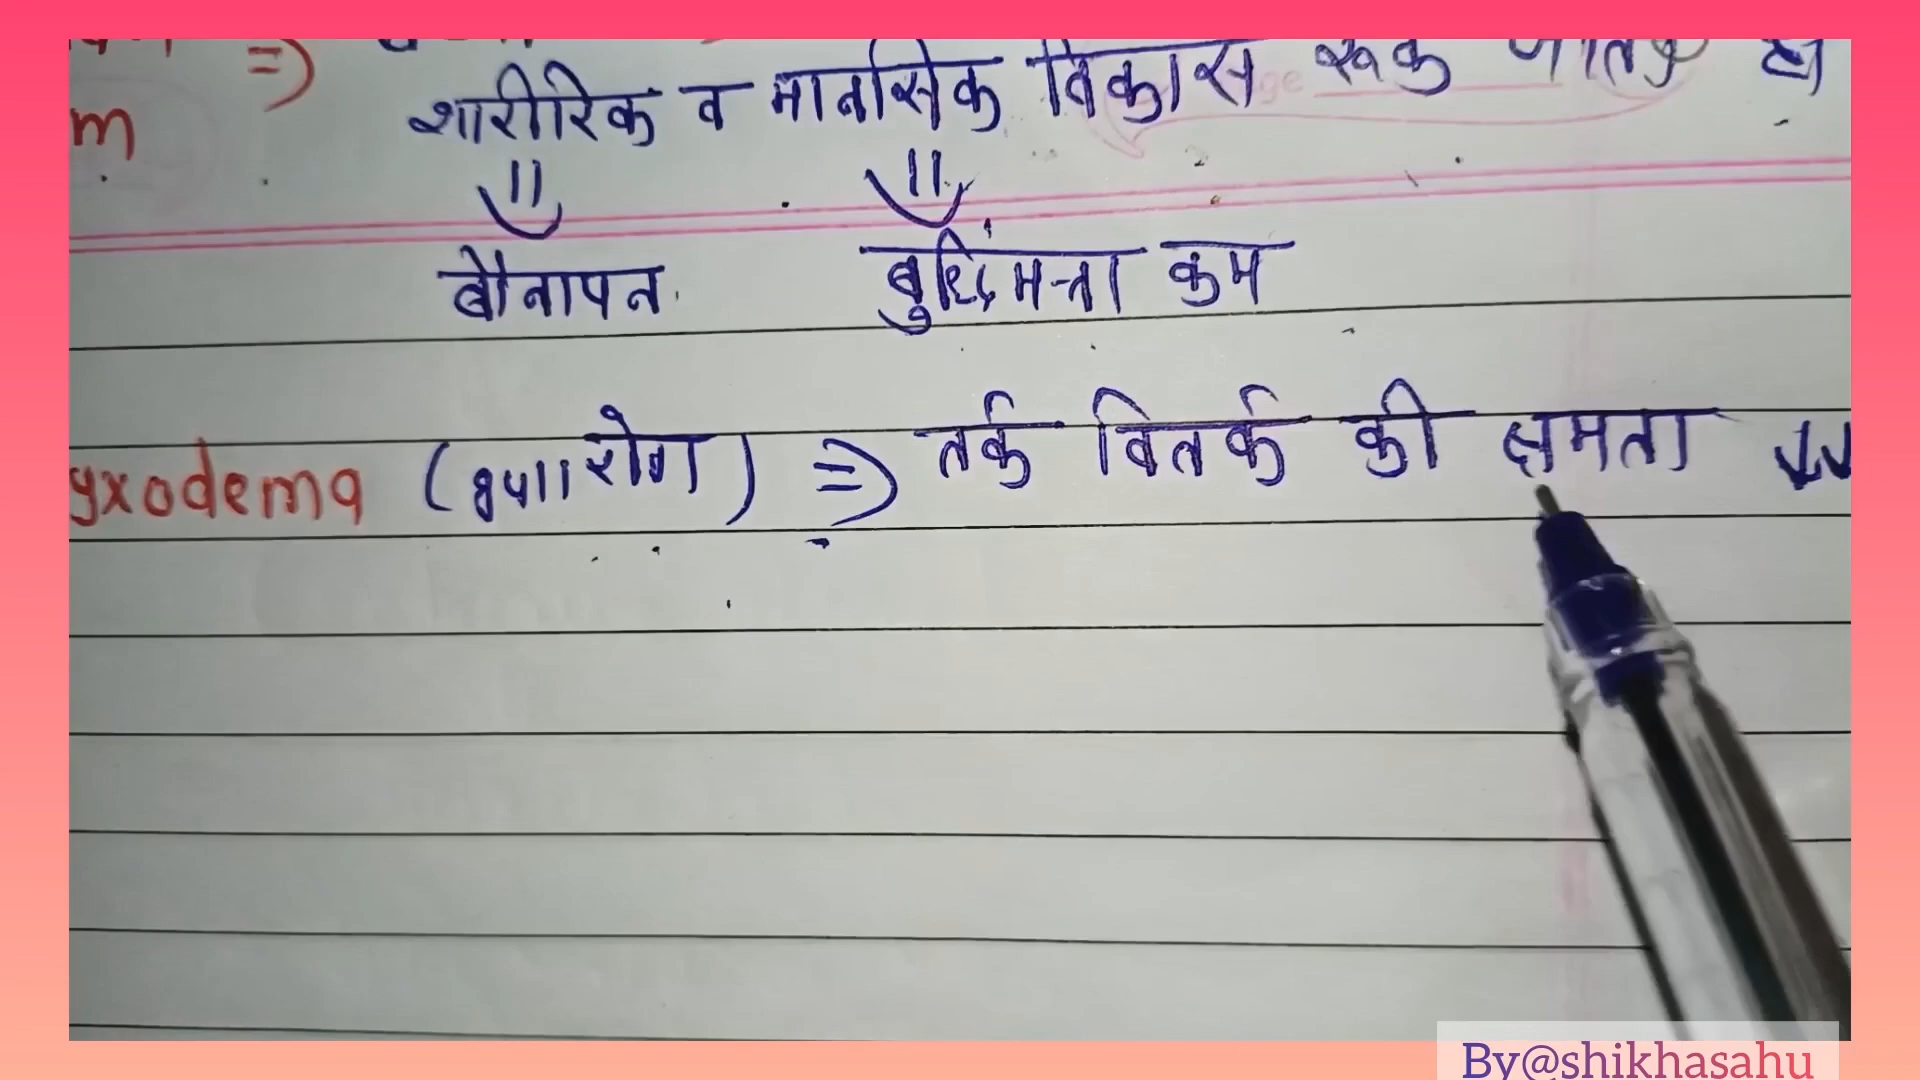 =>
शारीरिक व मानसिक विकास रूक
m
बौनापन
बुद्धिमत्ता कम
yxodema ( रोग) => तर्क वितर्क की क्षमता ↓↓
By@shikhasahu